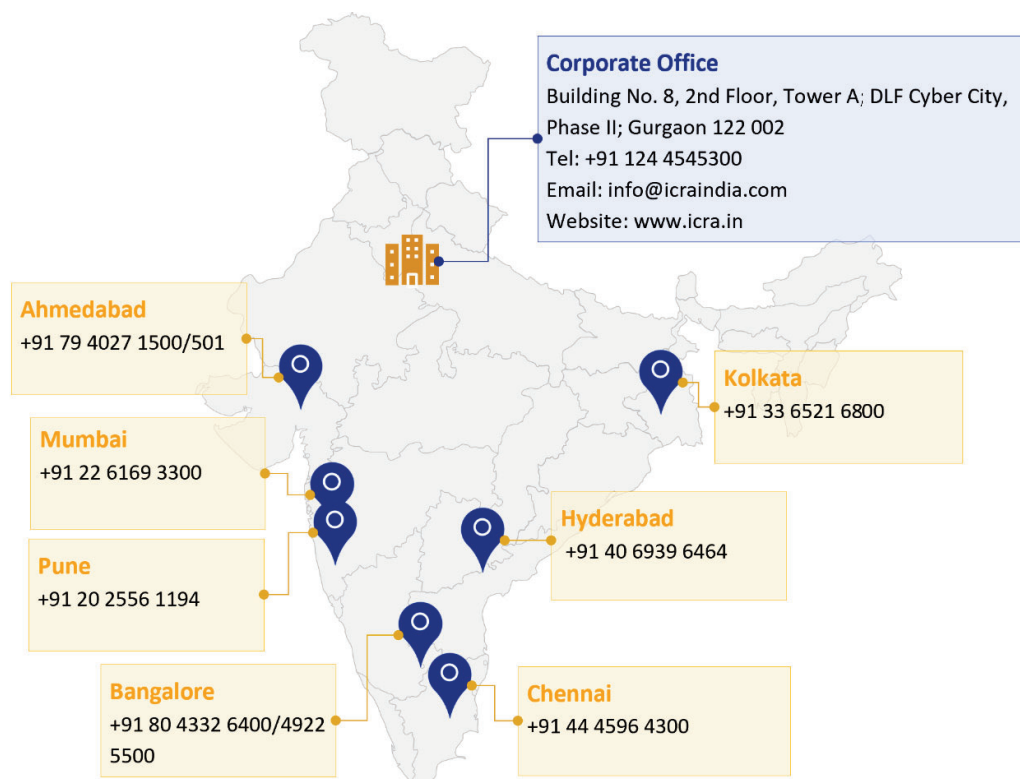 Corporate Office
Building No. 8, 2nd Floor, Tower A; DLF Cyber City,
Phase II; Gurgaon 122 002
Tel: +91 124 4545300
Email: info@icraindia.com
Website: www.icra.in
Ahmedabad
+91 79 4027 1500/501
Kolkata
+91 33 6521 6800
Mumbai
+91 22 6169 3300
Hyderabad
+91 40 6939 6464
Pune
+91 20 2556 1194
Bangalore
+91 80 4332 6400/4922
5500
Chennai
+91 44 4596 4300